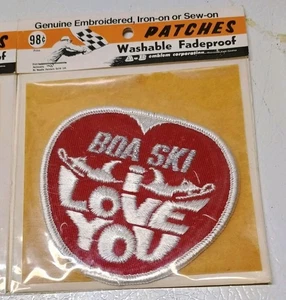 Genuine Embroidered, Iron-on or Sew-on
98¢
PATCHES
Washable Fadeproof
A-B emblem corporation.
BOA SKI
i
LOVE
YOU